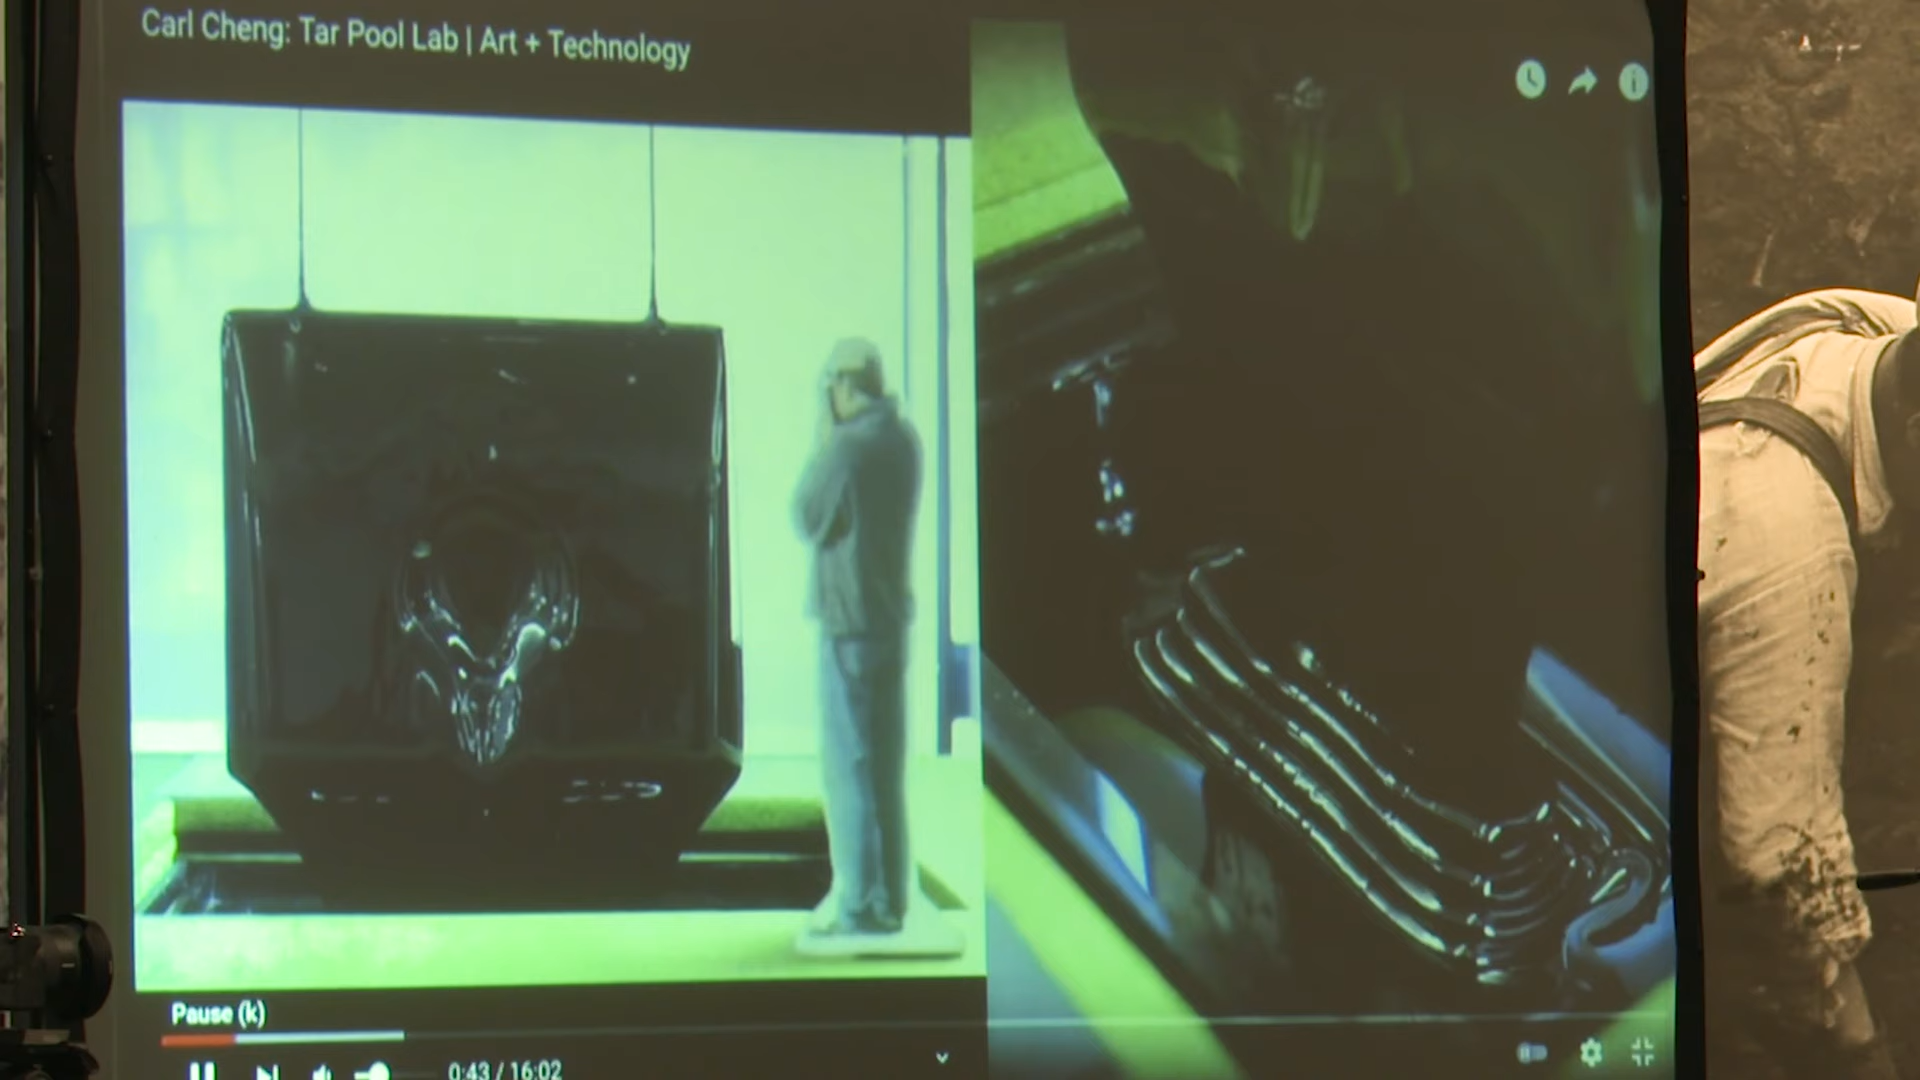 Carl Cheng: Tar Pool Lab | Art + Technology
Pause (k)
0:43 / 16:02